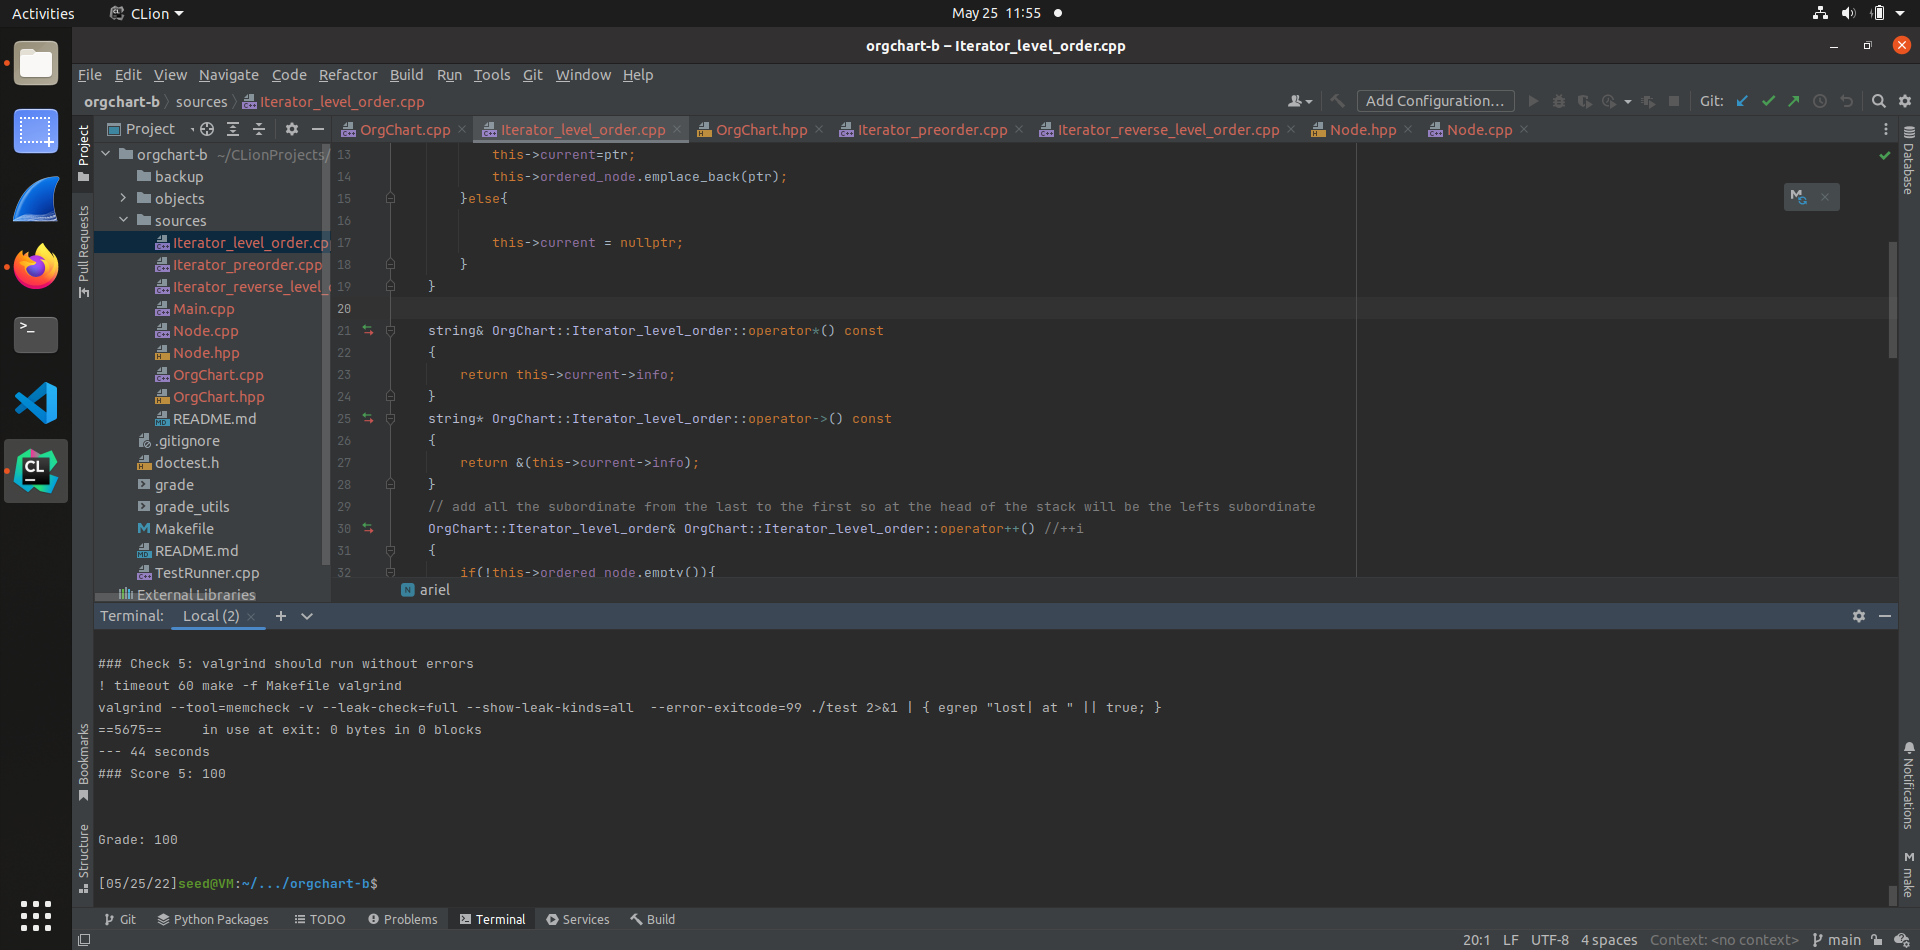 Activities
CLion
May 25  11:55
orgchart-b – Iterator_level_order.cpp
File Edit View Navigate Code Refactor Build Run Tools Git Window Help
orgchart-b sources Iterator_level_order.cpp
Add Configuration...
Git:
Project
OrgChart.cpp
Iterator_level_order.cpp
OrgChart.hpp
Iterator_preorder.cpp
Iterator_reverse_level_order.cpp
Node.hpp
Node.cpp
Project
Pull Requests
Bookmarks
Structure
orgchart-b ~/CLionProjects/
backup
objects
sources
Iterator_level_order.cp
Iterator_preorder.cpp
Iterator_reverse_level_
Main.cpp
Node.cpp
Node.hpp
OrgChart.cpp
OrgChart.hpp
README.md
.gitignore
doctest.h
grade
grade_utils
Makefile
README.md
TestRunner.cpp
External Libraries
13 this->current=ptr;
14 this->ordered_node.emplace_back(ptr);
15 }else{
16
17 this->current = nullptr;
18 }
19 }
20
21 string& OrgChart::Iterator_level_order::operator*() const
22 {
23 return this->current->info;
24 }
25 string* OrgChart::Iterator_level_order::operator->() const
26 {
27 return &(this->current->info);
28 }
29 // add all the subordinate from the last to the first so at the head of the stack will be the lefts subordinate
30 OrgChart::Iterator_level_order& OrgChart::Iterator_level_order::operator++() //++i
31 {
32 if(!this->ordered_node.empty()){
ariel
Database
Notifications
make
Terminal: Local (2)
### Check 5: valgrind should run without errors
! timeout 60 make -f Makefile valgrind
valgrind --tool=memcheck -v --leak-check=full --show-leak-kinds=all  --error-exitcode=99 ./test 2>&1 | { egrep "lost| at " || true; }
==5675==     in use at exit: 0 bytes in 0 blocks
--- 44 seconds
### Score 5: 100
Grade: 100
[05/25/22]seed@VM:~/.../orgchart-b$
Git Python Packages TODO Problems Terminal Services Build
20:1 LF UTF-8 4 spaces Context: <no context> main